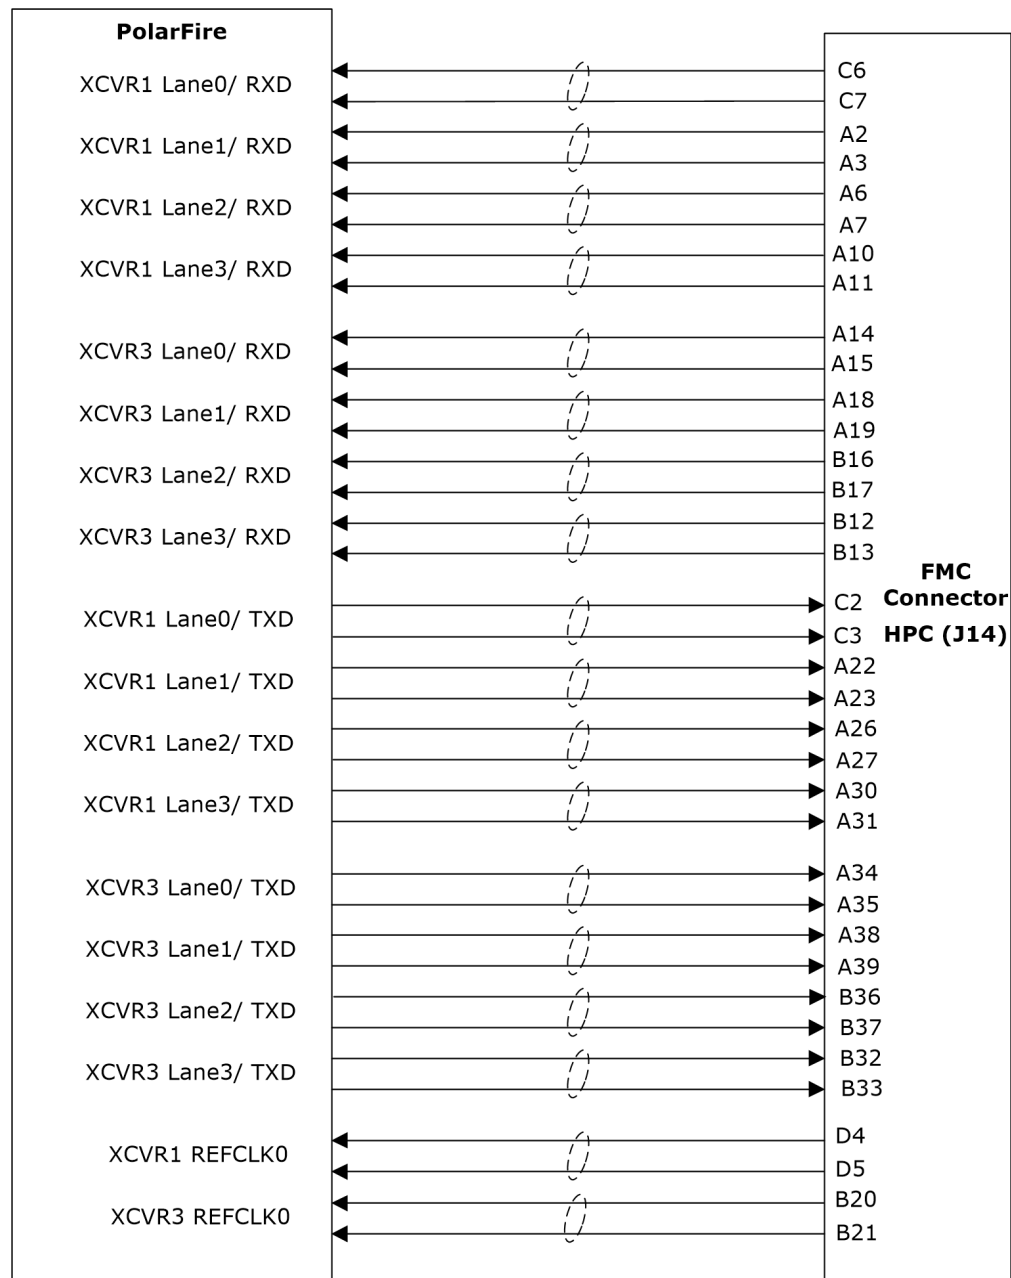 PolarFire
XCVR1 Lane0/ RXD
C6
C7
XCVR1 Lane1/ RXD
A2
A3
XCVR1 Lane2/ RXD
A6
A7
XCVR1 Lane3/ RXD
A10
A11
XCVR3 Lane0/ RXD
A14
A15
XCVR3 Lane1/ RXD
A18
A19
XCVR3 Lane2/ RXD
B16
B17
XCVR3 Lane3/ RXD
B12
B13
FMC
Connector
HPC (J14)
XCVR1 Lane0/ TXD
C2
C3
XCVR1 Lane1/ TXD
A22
A23
XCVR1 Lane2/ TXD
A26
A27
XCVR1 Lane3/ TXD
A30
A31
XCVR3 Lane0/ TXD
A34
A35
XCVR3 Lane1/ TXD
A38
A39
XCVR3 Lane2/ TXD
B36
B37
XCVR3 Lane3/ TXD
B32
B33
XCVR1 REFCLK0
D4
D5
XCVR3 REFCLK0
B20
B21